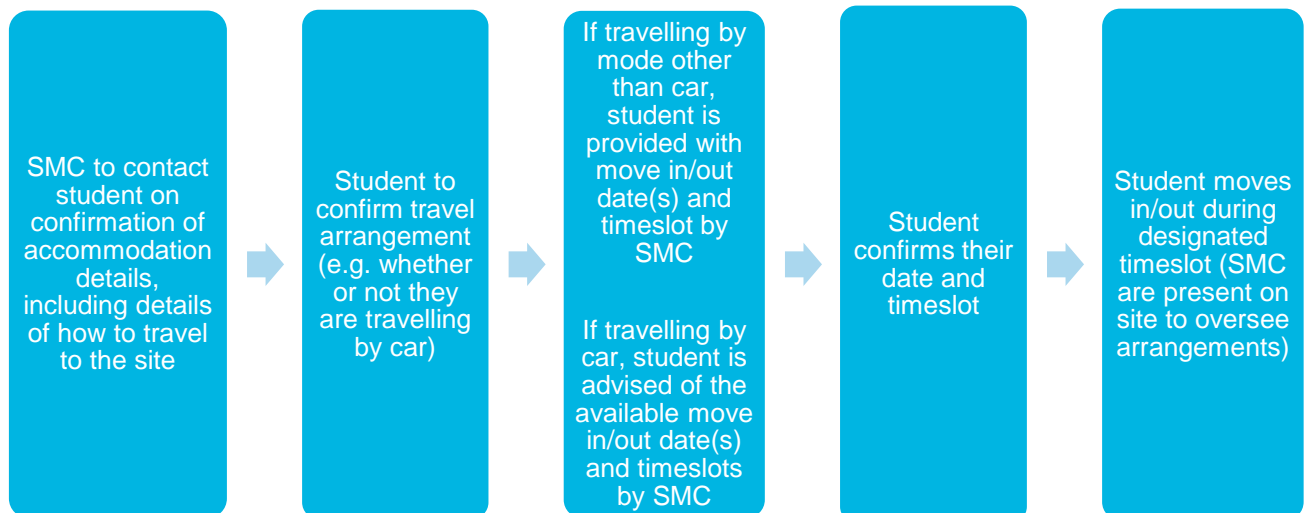 SMC to contact
student on
confirmation of
accommodation
details,
including details
of how to travel
to the site
Student to
confirm travel
arrangement
(e.g. whether
or not they
are travelling
by car)
If travelling by
mode other
than car,
student is
provided with
move in/out
date(s) and
timeslot by
SMC
If travelling by
car, student is
advised of the
available move
in/out date(s)
and timeslots
by SMC
Student
confirms their
date and
timeslot
Student moves
in/out during
designated
timeslot (SMC
are present on
site to oversee
arrangements)